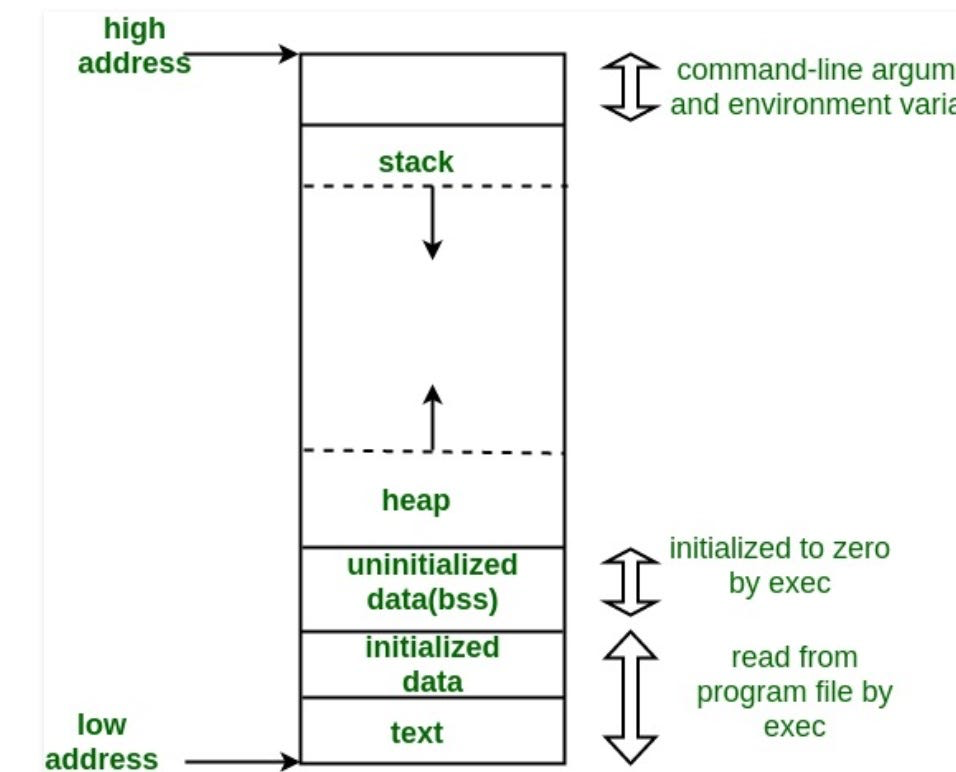 high
address
command-line argum
and environment varia
stack
heap
uninitialized
data(bss)
initialized to zero
by exec
initialized
data
read from
program file by
exec
text
low
address